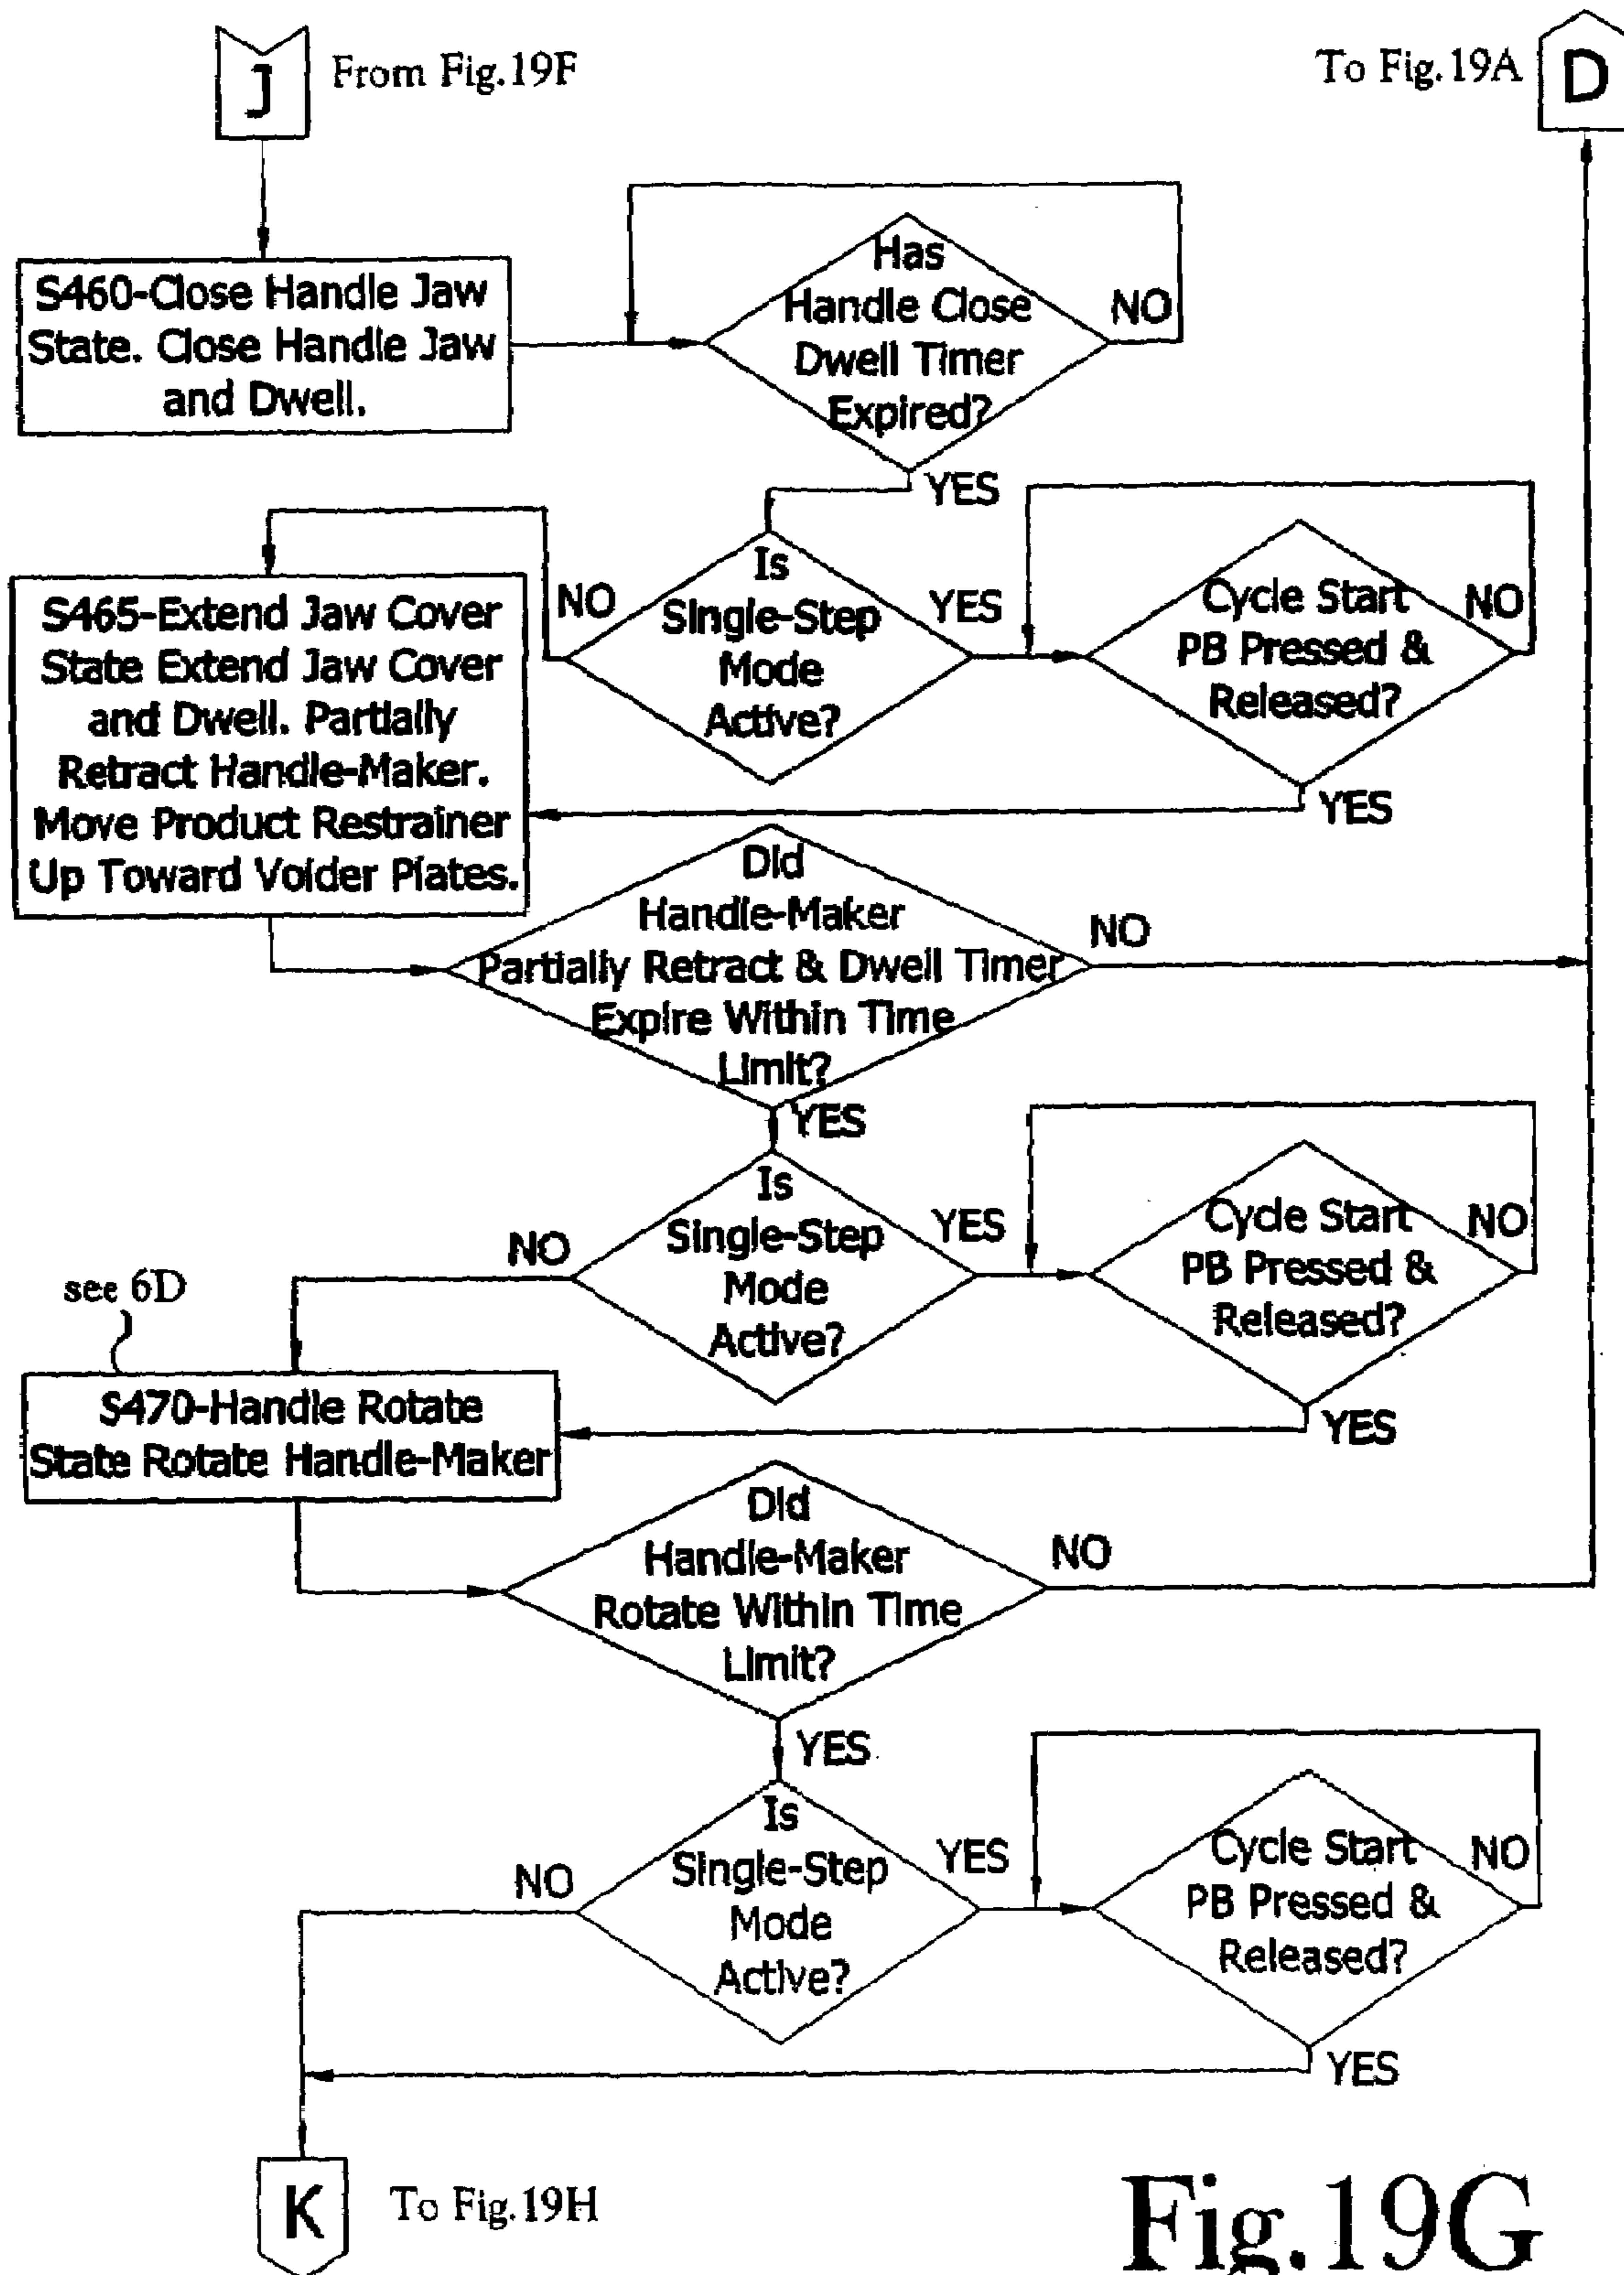 J
From Fig.19F
To Fig.19A
D
S460-Close Handle Jaw
State. Close Handle Jaw
and Dwell.
Has
Handle Close
Dwell Timer
Expired?
NO
YES
Is
Single-Step
Mode
Active?
NO
YES
Cycle Start
PB Pressed &
Released?
NO
YES
S465-Extend Jaw Cover
State Extend Jaw Cover
and Dwell. Partially
Retract Handle-Maker.
Move Product Restrainer
Up Toward Voider Plates.
Did
Handle-Maker
Partially Retract & Dwell Timer
Expire Within Time
Limit?
NO
YES
Is
Single-Step
Mode
Active?
NO
YES
Cycle Start
PB Pressed &
Released?
NO
YES
see 6D
S470-Handle Rotate
State Rotate Handle-Maker
Did
Handle-Maker
Rotate Within Time
Limit?
NO
YES
Is
Single-Step
Mode
Active?
NO
YES
Cycle Start
PB Pressed &
Released?
NO
YES
K
To Fig.19H
Fig.19G